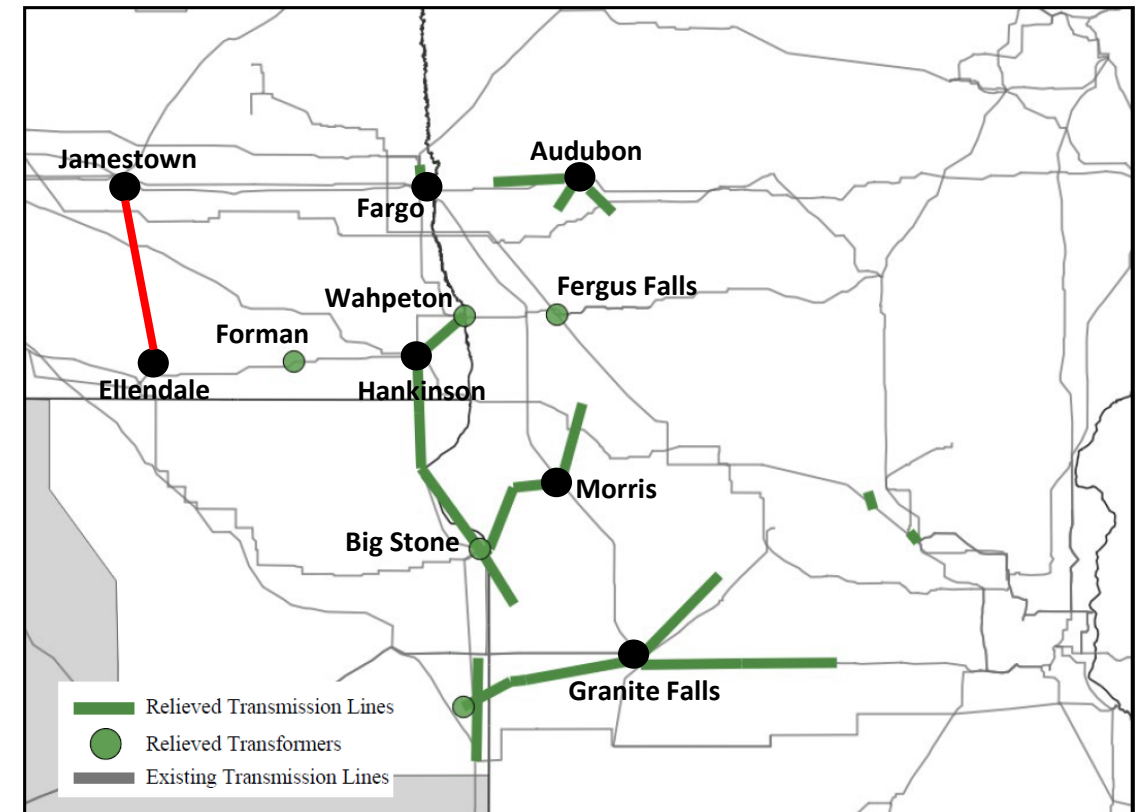 Jamestown
Audubon
Fargo
Fergus Falls
Wahpeton
Forman
Ellendale
Hankinson
Morris
Big Stone
Granite Falls
Relieved Transmission Lines
Relieved Transformers
Existing Transmission Lines